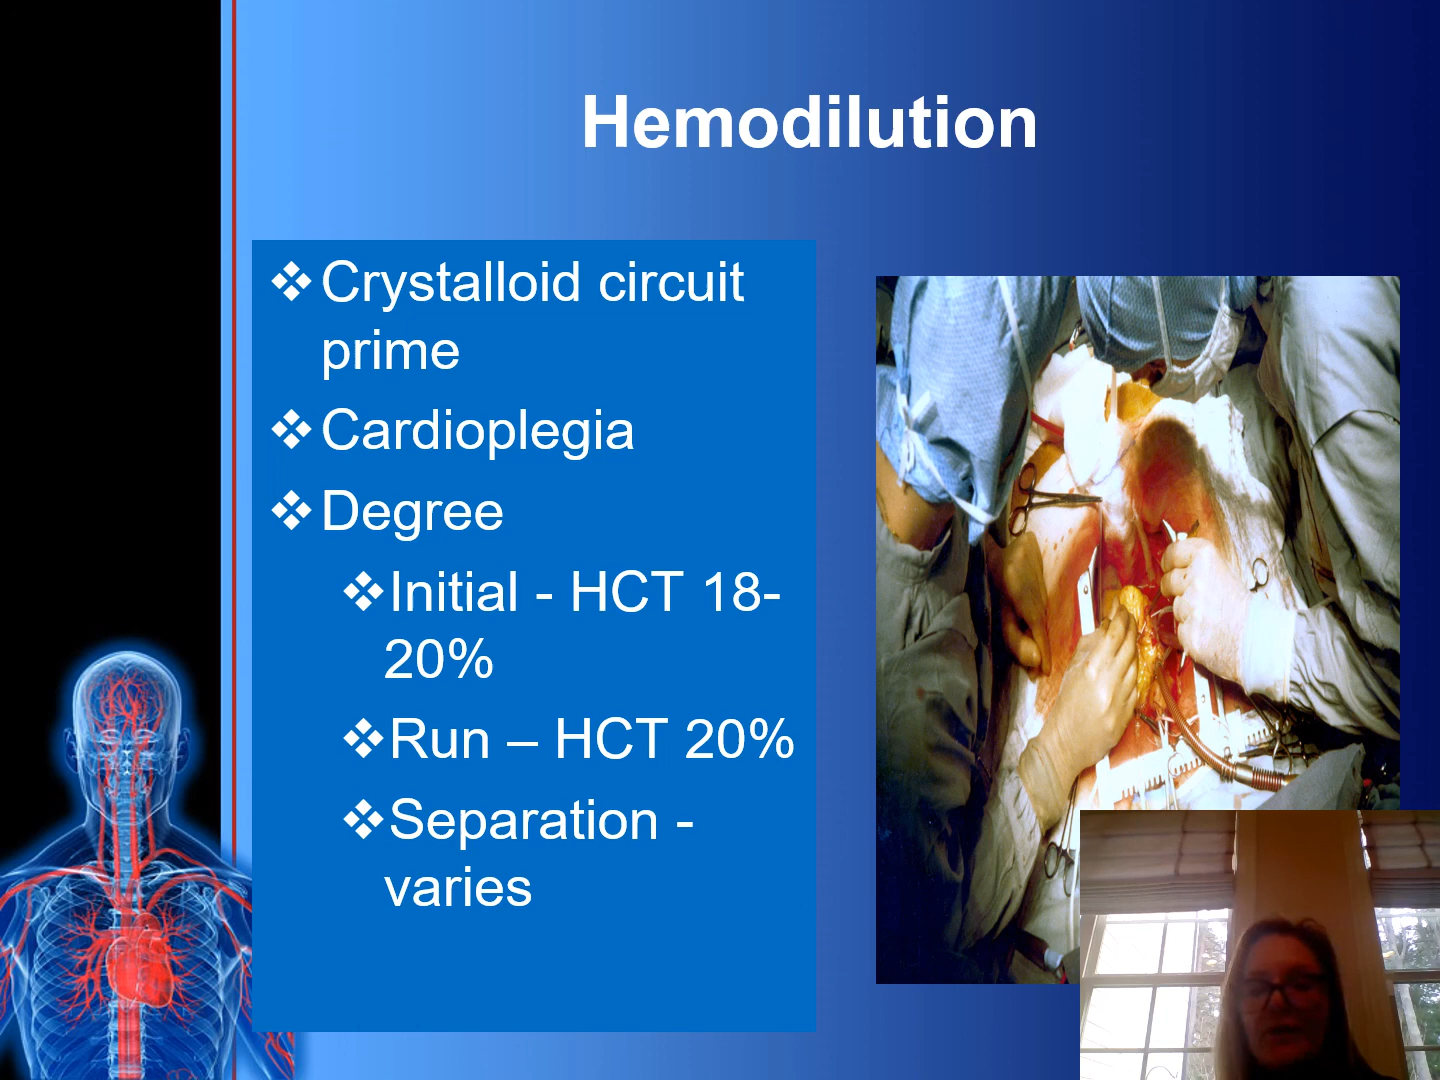 Hemodilution
❖Crystalloid circuit
prime
❖Cardioplegia
❖Degree
❖Initial - HCT 18-
20%
❖Run – HCT 20%
❖Separation -
varies